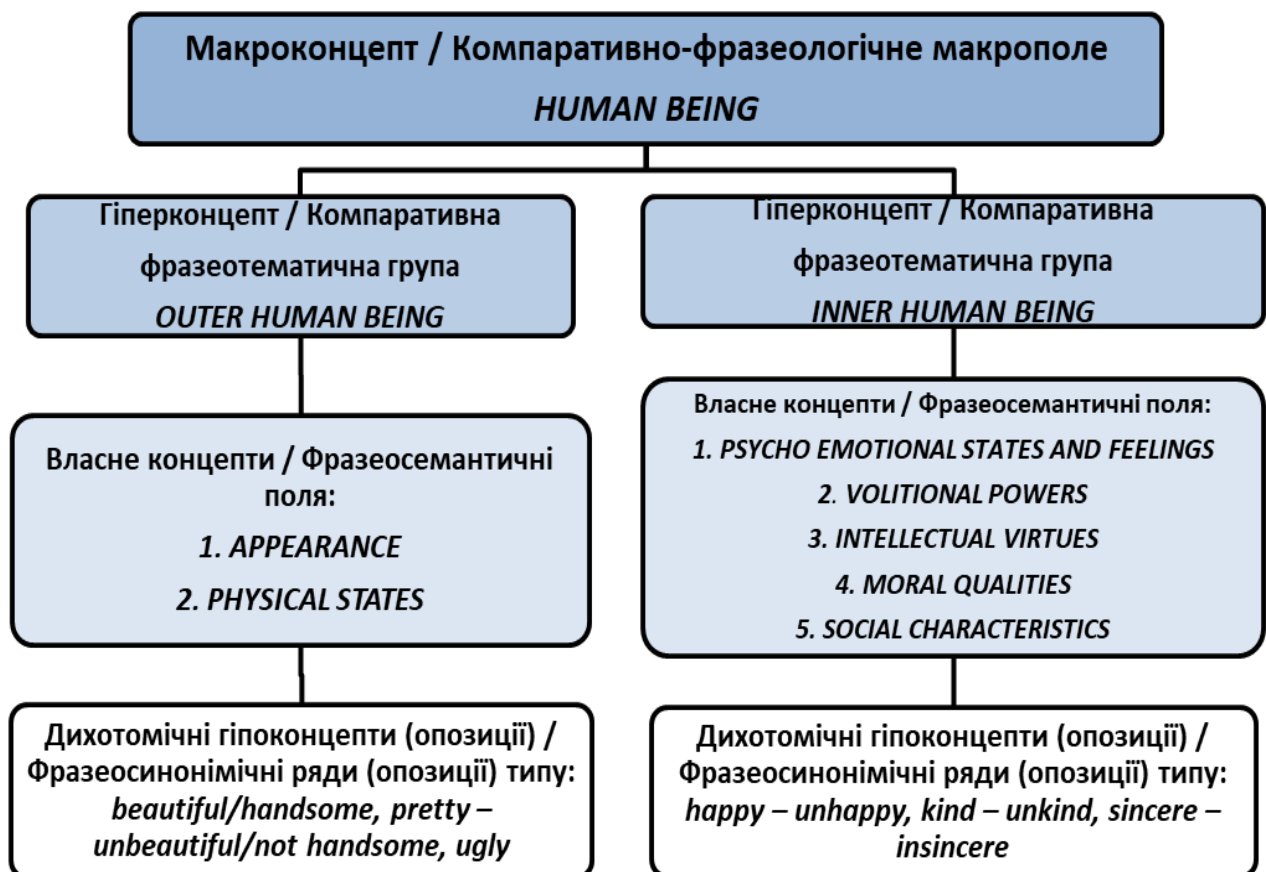 Макроконцепт / Компаративно-фразеологічне макрополе
HUMAN BEING
Гіперконцепт / Компаративна
фразеотематична група
OUTER HUMAN BEING
Гіперконцепт / Компаративна
фразеотематична група
INNER HUMAN BEING
Власне концепти / Фразеосемантичні
поля:
1. APPEARANCE
2. PHYSICAL STATES
Власне концепти / Фразеосемантичні поля:
1. PSYCHO EMOTIONAL STATES AND FEELINGS
2. VOLITIONAL POWERS
3. INTELLECTUAL VIRTUES
4. MORAL QUALITIES
5. SOCIAL CHARACTERISTICS
Дихотомічні гіпоконцепти (опозиції) /
Фразеосинонімічні ряди (опозиції) типу:
beautiful/handsome, pretty –
unbeautiful/not handsome, ugly
Дихотомічні гіпоконцепти (опозиції) /
Фразеосинонімічні ряди (опозиції) типу:
happy – unhappy, kind – unkind, sincere –
insincere